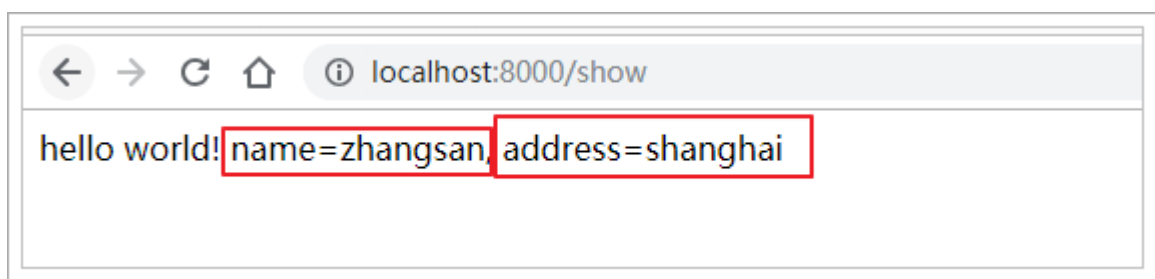 localhost:8000/show
hello world! name=zhangsan, address=shanghai